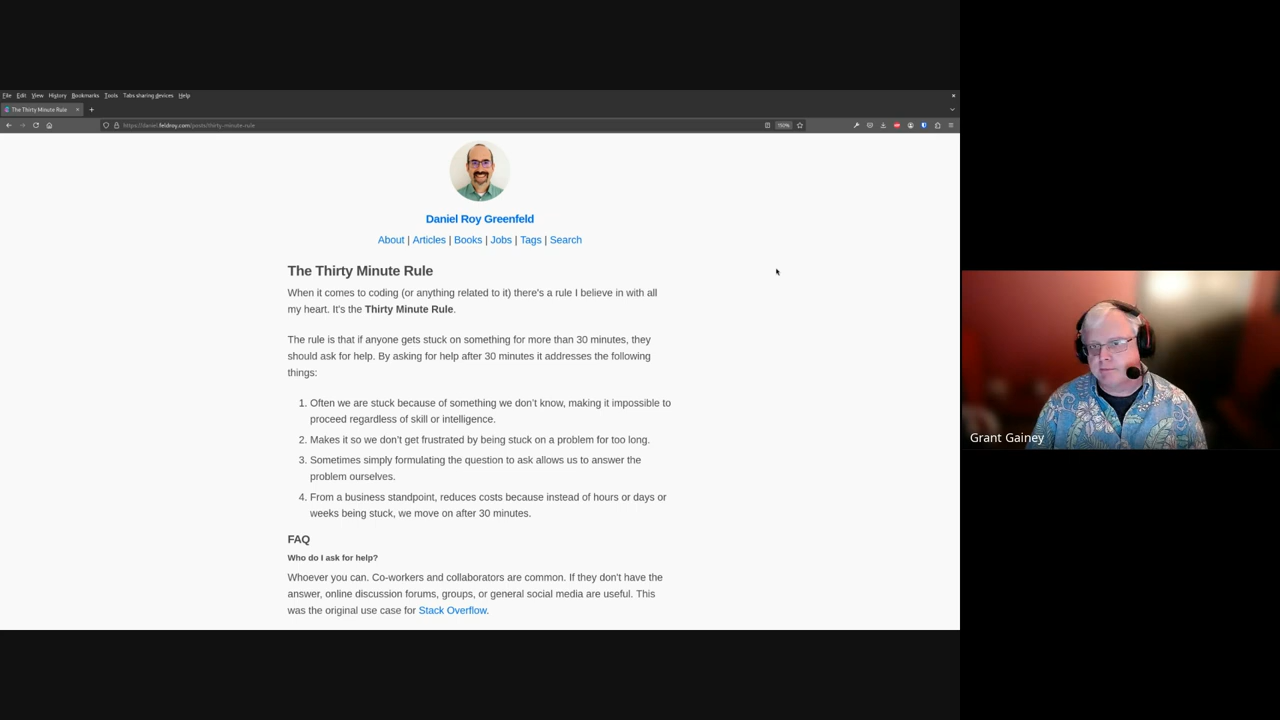 File Edit View History Bookmarks Tools Tabs sharing devices Help
The Thirty Minute Rule
https://daniel.feldroy.com/posts/thirty-minute-rule
150%
Daniel Roy Greenfeld
About | Articles | Books | Jobs | Tags | Search
The Thirty Minute Rule
When it comes to coding (or anything related to it) there's a rule I believe in with all
my heart. It's the Thirty Minute Rule.
The rule is that if anyone gets stuck on something for more than 30 minutes, they
should ask for help. By asking for help after 30 minutes it addresses the following
things:
1. Often we are stuck because of something we don't know, making it impossible to
proceed regardless of skill or intelligence.
2. Makes it so we don't get frustrated by being stuck on a problem for too long.
3. Sometimes simply formulating the question to ask allows us to answer the
problem ourselves.
4. From a business standpoint, reduces costs because instead of hours or days or
weeks being stuck, we move on after 30 minutes.
FAQ
Who do I ask for help?
Whoever you can. Co-workers and collaborators are common. If they don't have the
answer, online discussion forums, groups, or general social media are useful. This
was the original use case for Stack Overflow.
Grant Gainey